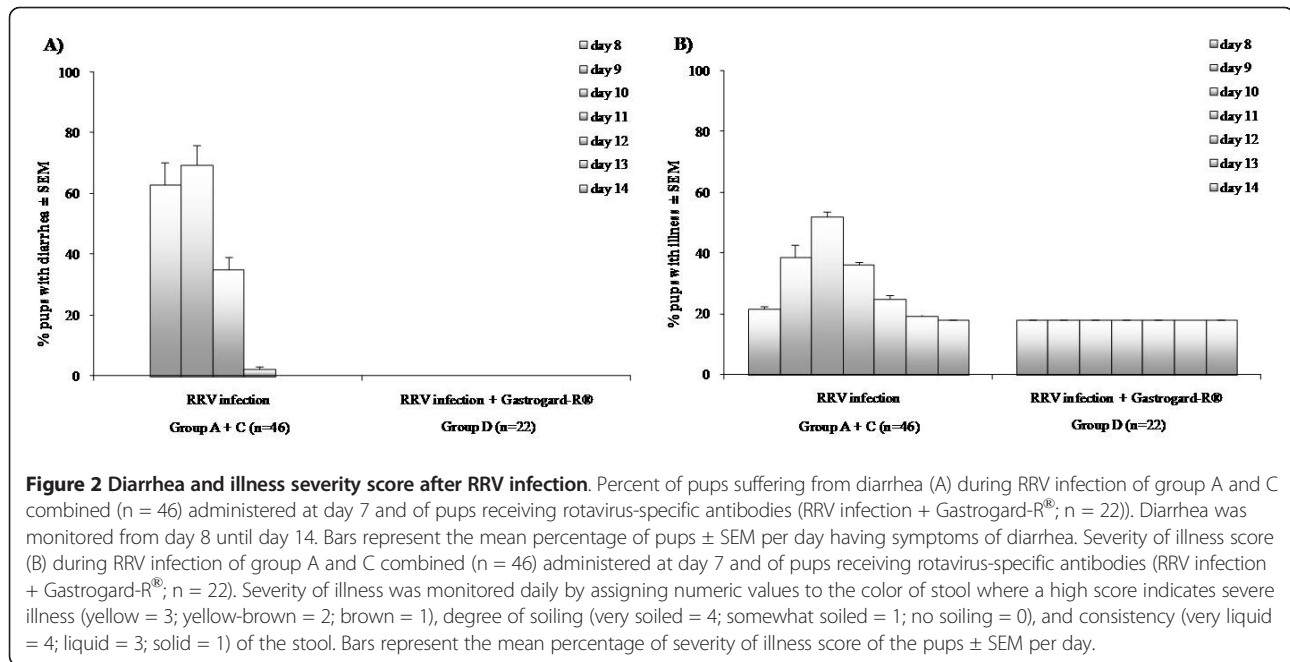 A)
day 8
day 9
day 10
day 11
day 12
day 13
day 14
100
80
60
40
20
0
% pups with diarrhea ± SEM
RRV infection
RRV infection + Gastrogard-R®
Group A + C (n=46)
Group D (n=22)
B)
day 8
day 9
day 10
day 11
day 12
day 13
day 14
100
80
60
40
20
0
% pups with illness ± SEM
RRV infection
RRV infection + Gastrogard-R®
Group A + C (n=46)
Group D (n=22)
Figure 2 Diarrhea and illness severity score after RRV infection. Percent of pups suffering from diarrhea (A) during RRV infection of group A and C
combined (n = 46) administered at day 7 and of pups receiving rotavirus-specific antibodies (RRV infection + Gastrogard-R®; n = 22)). Diarrhea was
monitored from day 8 until day 14. Bars represent the mean percentage of pups ± SEM per day having symptoms of diarrhea. Severity of illness score
(B) during RRV infection of group A and C combined (n = 46) administered at day 7 and of pups receiving rotavirus-specific antibodies (RRV infection
+ Gastrogard-R®; n = 22). Severity of illness was monitored daily by assigning numeric values to the color of stool where a high score indicates severe
illness (yellow = 3; yellow-brown = 2; brown = 1), degree of soiling (very soiled = 4; somewhat soiled = 1; no soiling = 0), and consistency (very liquid
= 4; liquid = 3; solid = 1) of the stool. Bars represent the mean percentage of severity of illness score of the pups ± SEM per day.